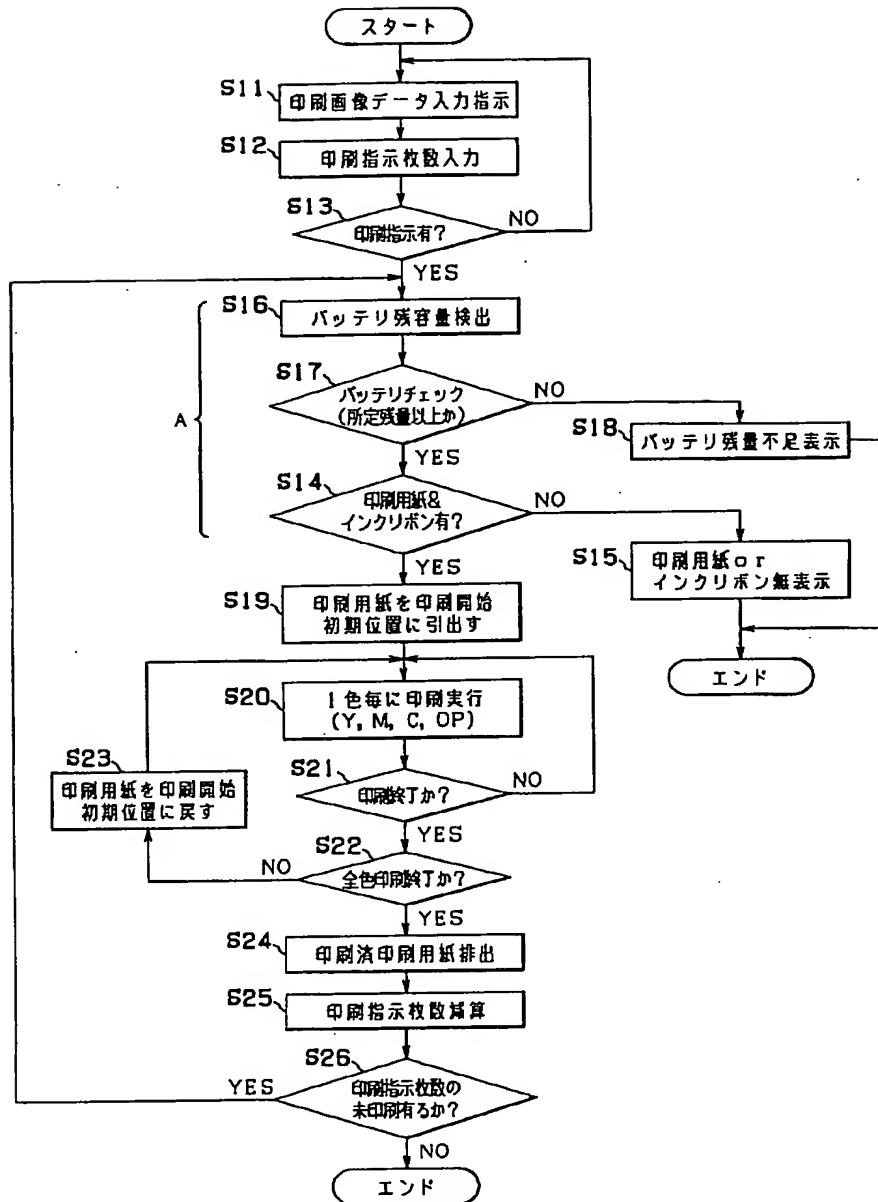 スタート
S11
印刷画像データ入力指示
S12
印刷指示枚数入力
S13
印刷指示有?
NO
YES
S16
バッテリ残容量検出
A
S17
バッテリチェック
(所定残量以上か)
NO
S18
バッテリ残量不足表示
YES
S14
印刷用紙&
インクリボン有?
NO
S15
印刷用紙or
インクリボン無表示
YES
エンド
S19
印刷用紙を印刷開始
初期位置に引出す
S20
1色毎に印刷実行
(Y, M, C, OP)
S23
印刷用紙を印刷開始
初期位置に戻す
S21
印刷終了か?
NO
YES
S22
全色印刷終了か?
NO
YES
S24
印刷済印刷用紙排出
S25
印刷指示枚数減算
S26
印刷指示枚数の
未印刷有るか?
YES
NO
エンド